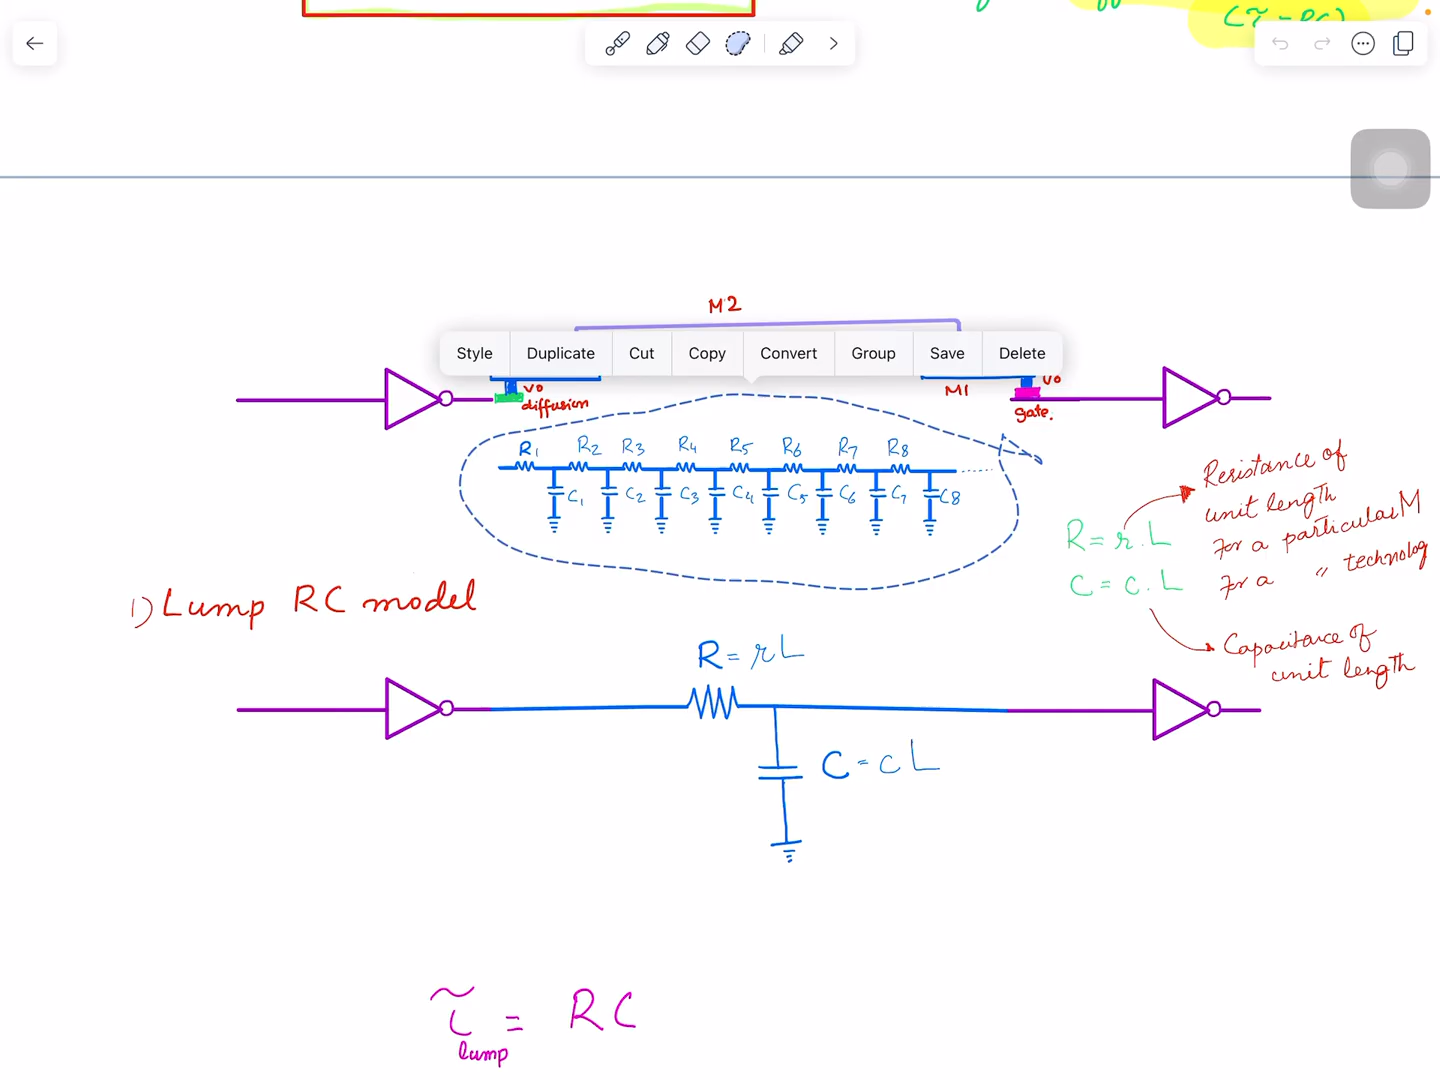 (τ = RC)
M2
Style Duplicate Cut Copy Convert Group Save Delete
V0
diffusion
M1
V0
gate.
R1 R2 R3 R4 R5 R6 R7 R8
C1 C2 C3 C4 C5 C6 C7 C8
Resistance of
unit length
for a particular M
for a " technolog
R = r.L
C = c.L
Capacitance of
unit length
1) Lump RC model
R = rL
C = cL
τ lump = RC